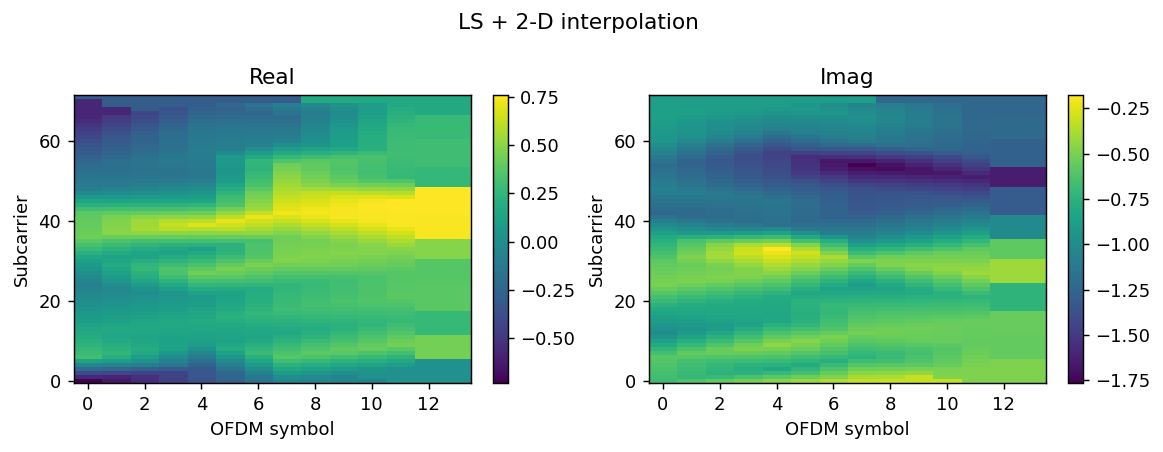 LS + 2-D interpolation
Real
Imag
Subcarrier
60
40
20
0
0 2 4 6 8 10 12
OFDM symbol
0.75
0.50
0.25
0.00
−0.25
−0.50
Subcarrier
60
40
20
0
0 2 4 6 8 10 12
OFDM symbol
−0.25
−0.50
−0.75
−1.00
−1.25
−1.50
−1.75